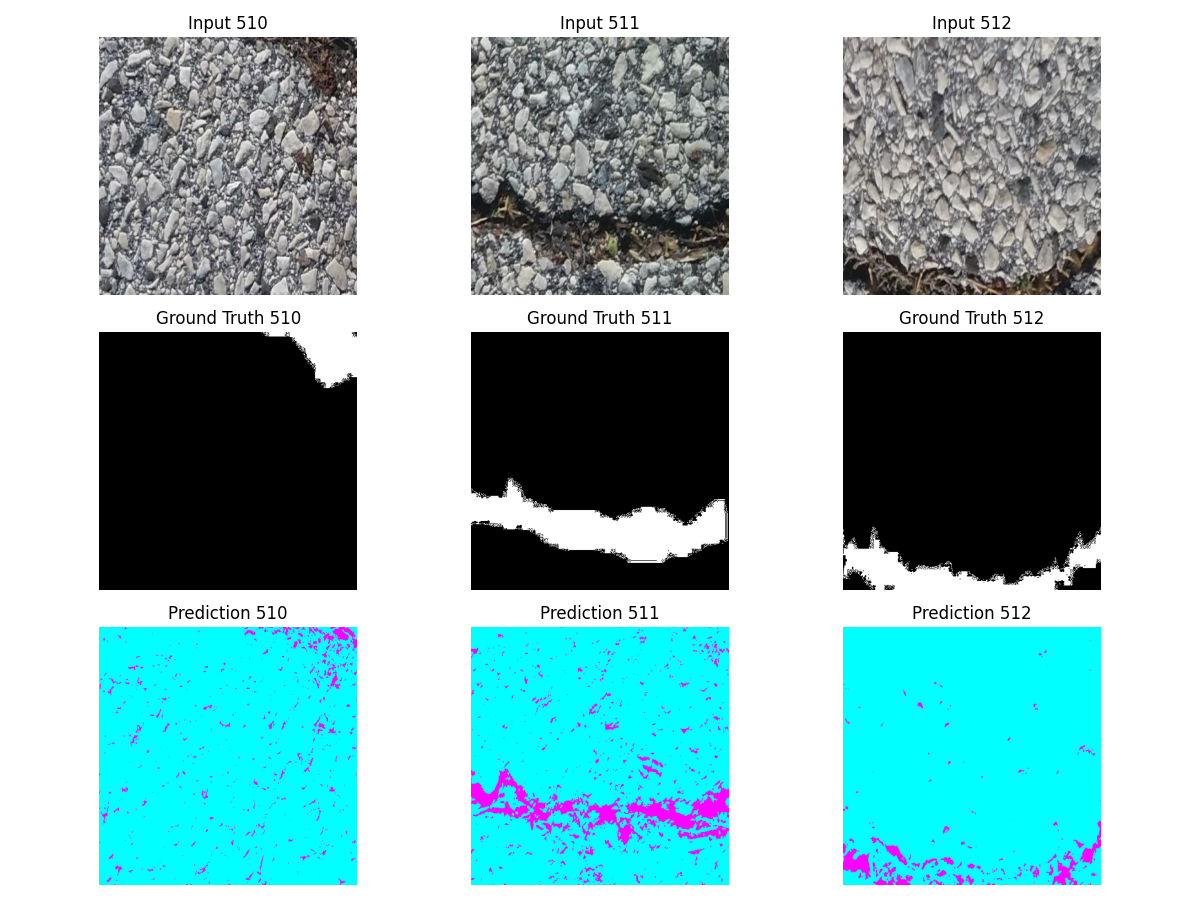 Input 510
Input 511
Input 512
Ground Truth 510
Ground Truth 511
Ground Truth 512
Prediction 510
Prediction 511
Prediction 512